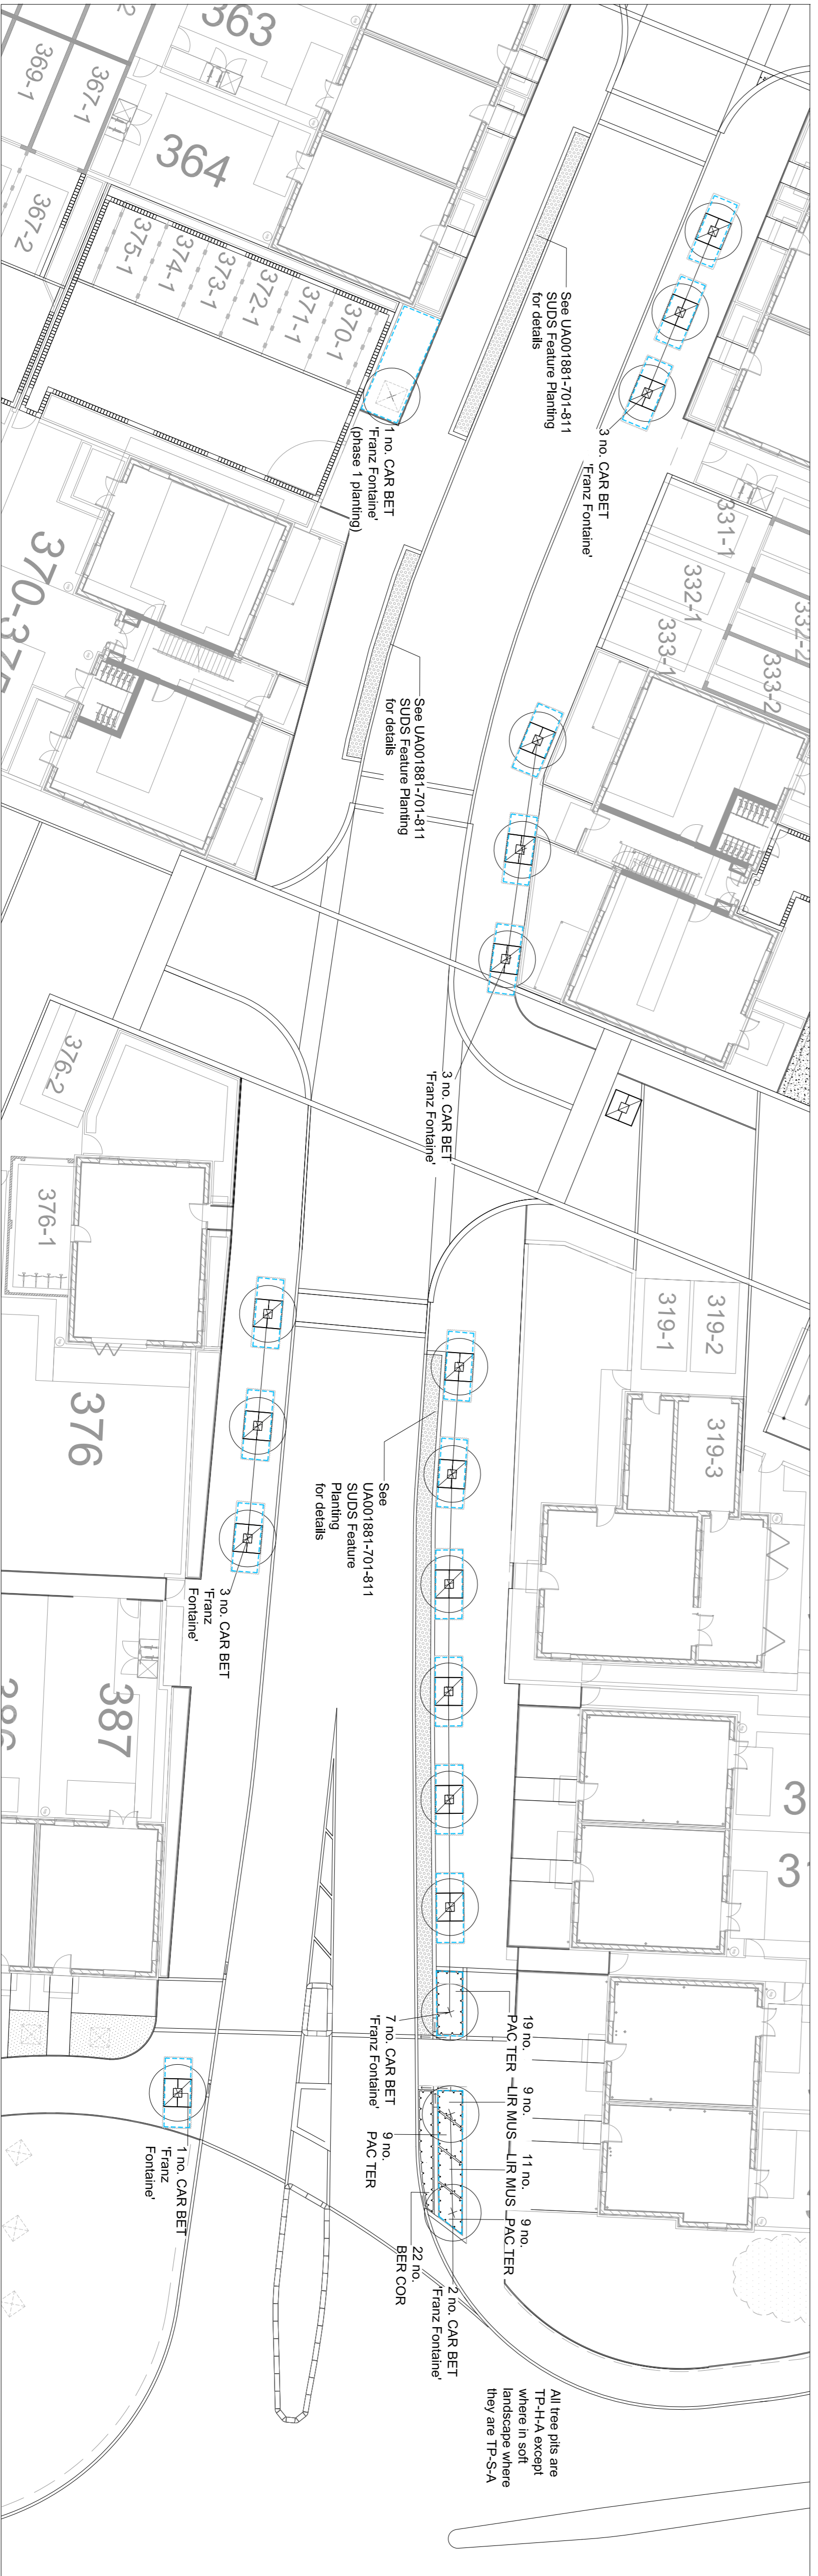 363
364
369-1
367-1
367-2
375-1
374-1
373-1
372-1
371-1
370-1
See UA001881-701-811
SUDS Feature Planting
for details
3 no. CAR BET
'Franz Fontaine'
1 no. CAR BET
'Franz Fontaine'
(phase 1 planting)
331-1
332-1
333-1
332-2
333-2
See UA001881-701-811
SUDS Feature Planting
for details
3 no. CAR BET
'Franz Fontaine'
376-2
376-1
376
319-1
319-2
319-3
See
UA001881-701-811
SUDS Feature
Planting
for details
3 no. CAR BET
'Franz
Fontaine'
387
386
19 no.
PAC TER
9 no.
LIR MUS
11 no.
LIR MUS
9 no.
PAC TER
7 no. CAR BET
'Franz Fontaine'
9 no.
PAC TER
22 no.
BER COR
2 no. CAR BET
'Franz Fontaine'
1 no. CAR BET
'Franz
Fontaine'
All tree pits are
TP-H-A except
where in soft
landscape where
they are TP-S-A